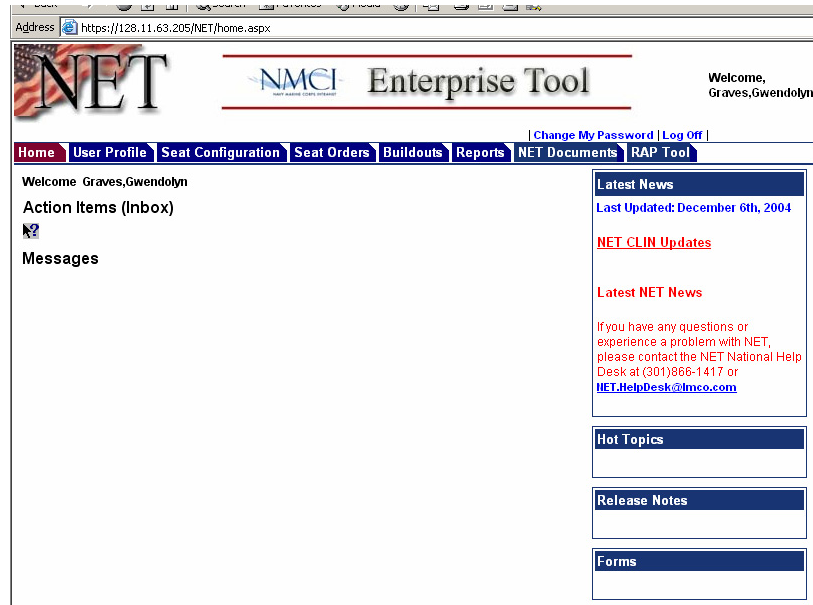 Address https://128.11.63.205/NET/home.aspx
NET
NMCI Enterprise Tool
NAVY MARINE CORPS INTRANET
Welcome,
Graves,Gwendolyn
| Change My Password | Log Off |
Home User Profile Seat Configuration Seat Orders Buildouts Reports NET Documents RAP Tool
Welcome Graves,Gwendolyn
Action Items (Inbox)
?
Messages
Latest News
Last Updated: December 6th, 2004
NET CLIN Updates
Latest NET News
If you have any questions or
experience a problem with NET,
please contact the NET National Help
Desk at (301)866-1417 or
NET.HelpDesk@lmco.com
Hot Topics
Release Notes
Forms